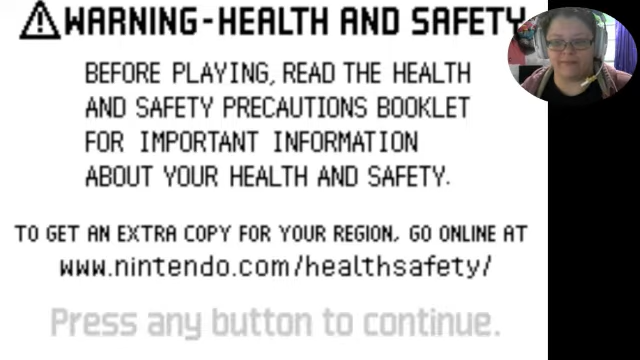 ⚠WARNING-HEALTH AND SAFETY
BEFORE PLAYING, READ THE HEALTH
AND SAFETY PRECAUTIONS BOOKLET
FOR IMPORTANT INFORMATION
ABOUT YOUR HEALTH AND SAFETY.
TO GET AN EXTRA COPY FOR YOUR REGION, GO ONLINE AT
www.nintendo.com/healthsafety/
Press any button to continue.